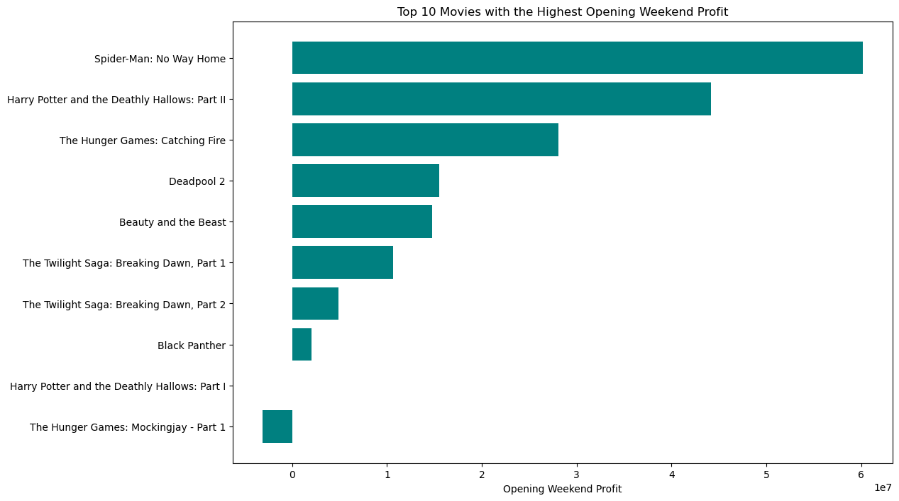 Top 10 Movies with the Highest Opening Weekend Profit
Spider-Man: No Way Home
Harry Potter and the Deathly Hallows: Part II
The Hunger Games: Catching Fire
Deadpool 2
Beauty and the Beast
The Twilight Saga: Breaking Dawn, Part 1
The Twilight Saga: Breaking Dawn, Part 2
Black Panther
Harry Potter and the Deathly Hallows: Part I
The Hunger Games: Mockingjay - Part 1
0 1 2 3 4 5 6
1e7
Opening Weekend Profit